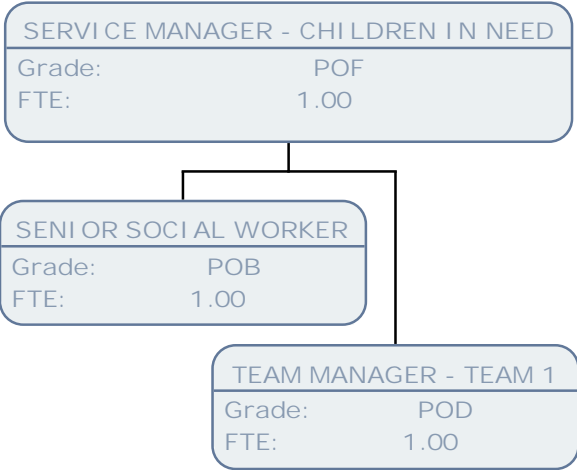 SERVICE MANAGER - CHILDREN IN NEED
Grade: POF
FTE: 1.00
SENIOR SOCIAL WORKER
Grade: POB
FTE: 1.00
TEAM MANAGER - TEAM 1
Grade: POD
FTE: 1.00